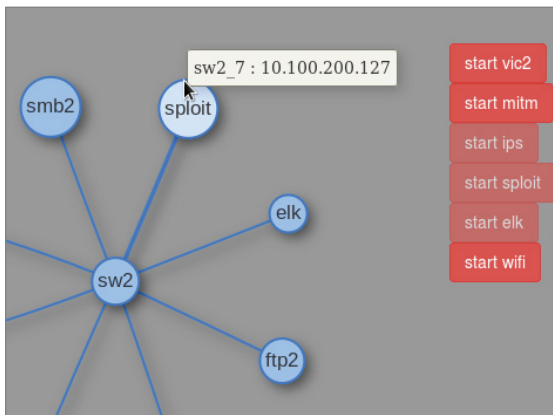 sw2_7 : 10.100.200.127
smb2
sploit
elk
sw2
ftp2
start vic2
start mitm
start ips
start sploit
start elk
start wifi